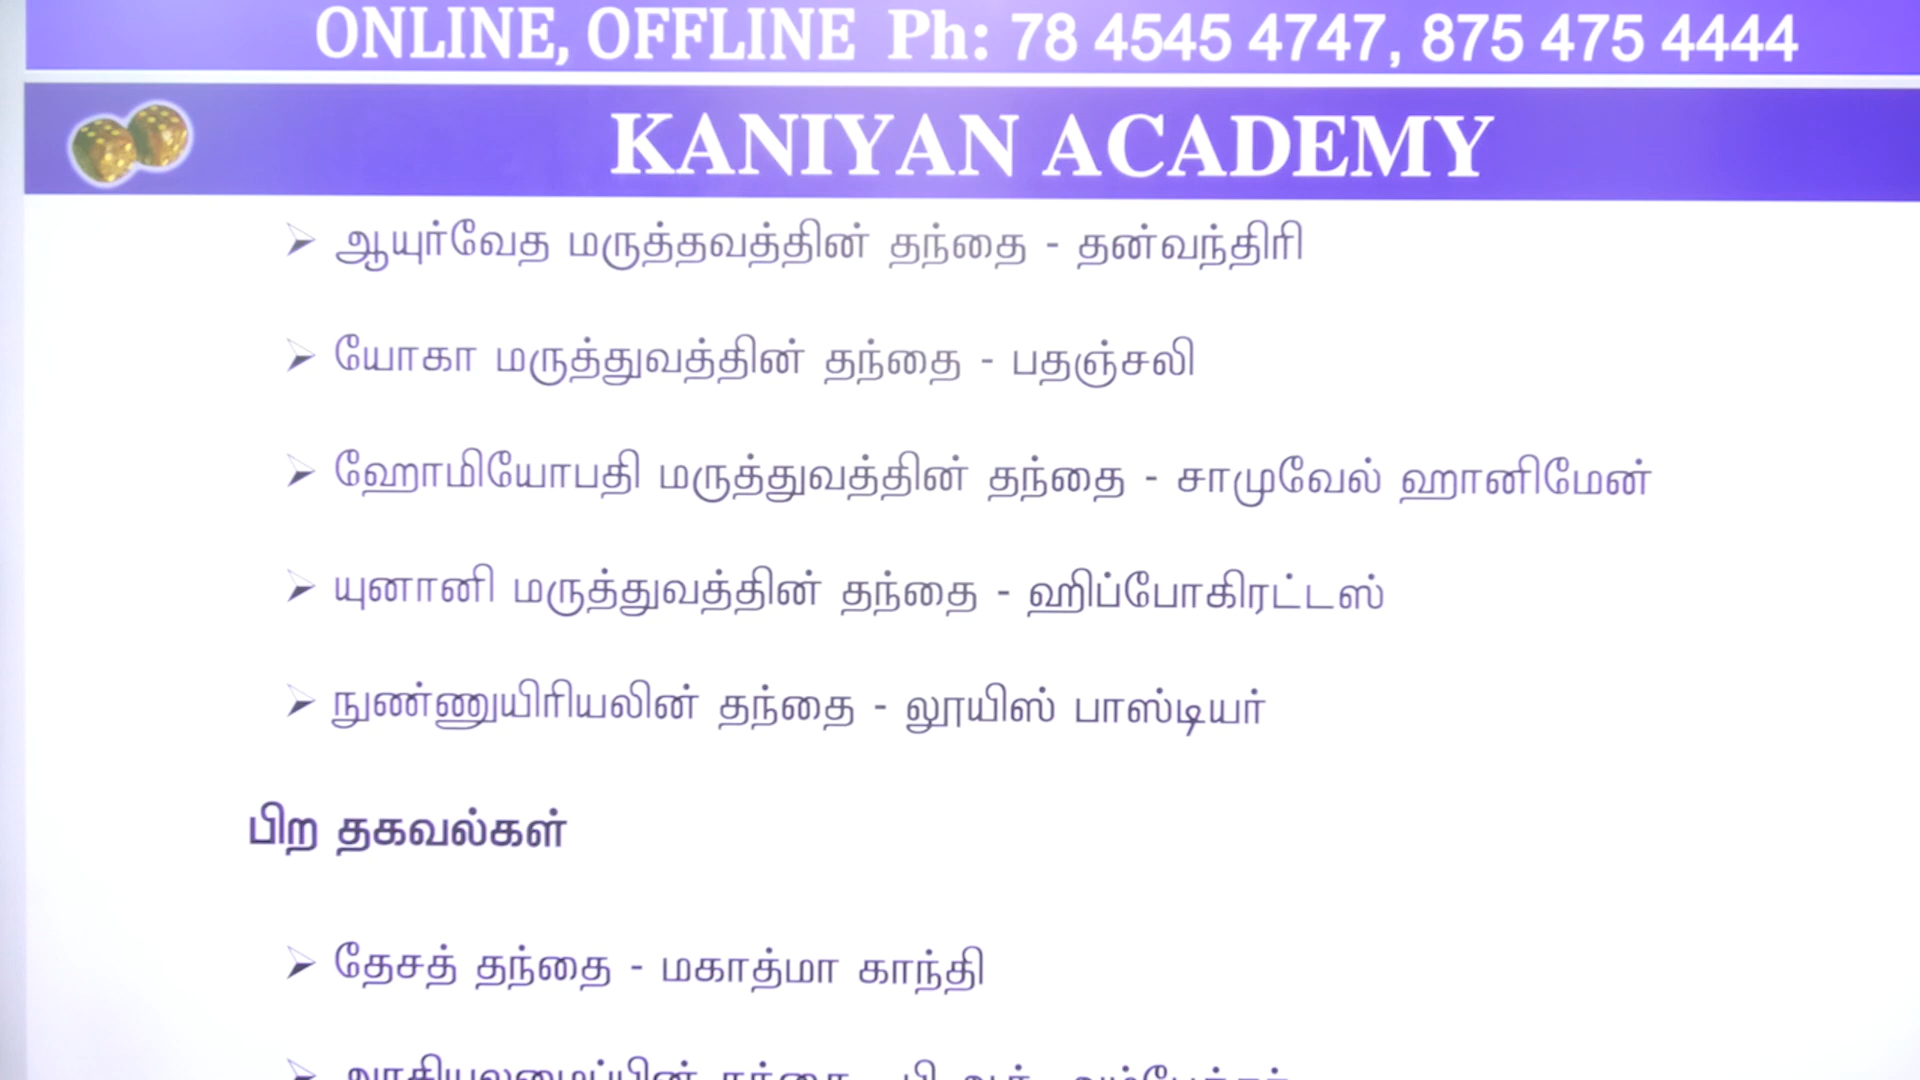 ONLINE, OFFLINE Ph: 78 4545 4747, 875 475 4444
KANIYAN ACADEMY
ஆயுர்வேத மருத்தவத்தின் தந்தை - தன்வந்திரி
யோகா மருத்துவத்தின் தந்தை - பதஞ்சலி
ஹோமியோபதி மருத்துவத்தின் தந்தை - சாமுவேல் ஹானிமேன்
யுனானி மருத்துவத்தின் தந்தை - ஹிப்போகிரட்டஸ்
நுண்ணுயிரியலின் தந்தை - லூயிஸ் பாஸ்டியர்
பிற தகவல்கள்
தேசத் தந்தை - மகாத்மா காந்தி